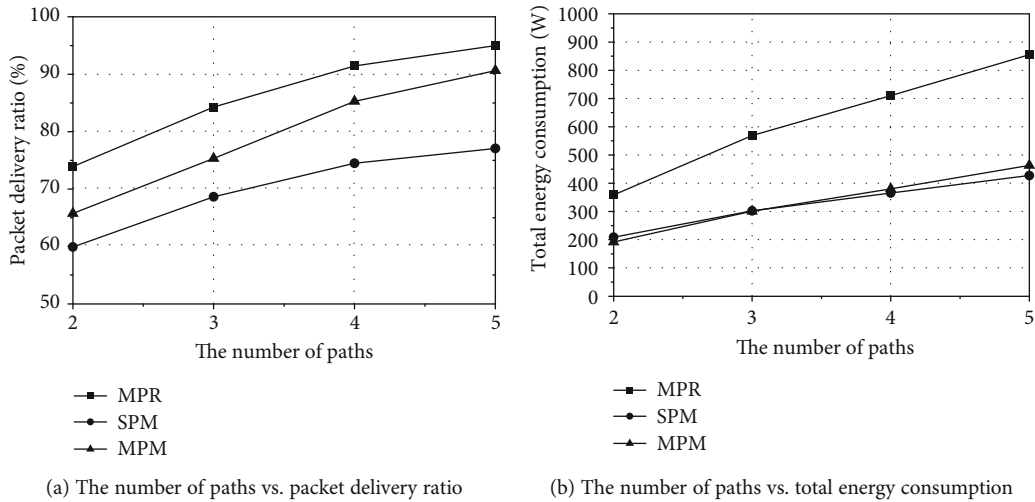 100
90
80
70
60
50
Packet delivery ratio (%)
2 3 4 5
The number of paths
MPR
SPM
MPM
(a) The number of paths vs. packet delivery ratio
1000
900
800
700
600
500
400
300
200
100
0
Total energy consumption (W)
2 3 4 5
The number of paths
MPR
SPM
MPM
(b) The number of paths vs. total energy consumption